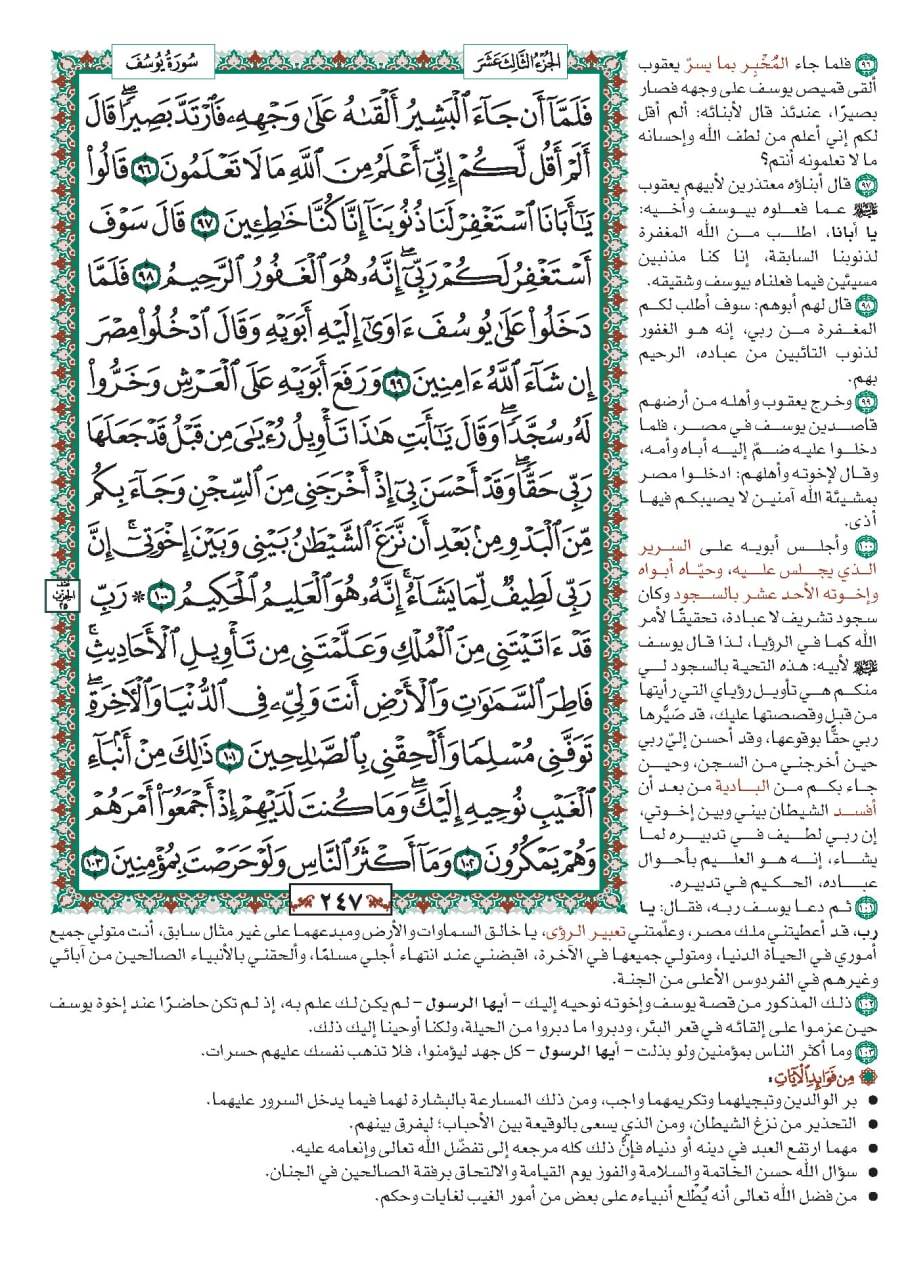 الجزء الثالث عشر
سورة يوسف
فَلَمَّآ أَن جَآءَ ٱلْبَشِيرُ أَلْقَىٰهُ عَلَىٰ وَجْهِهِۦ فَٱرْتَدَّ بَصِيرًاۖ قَالَ
أَلَمْ أَقُل لَّكُمْ إِنِّىٓ أَعْلَمُ مِنَ ٱللَّهِ مَا لَا تَعْلَمُونَ ٩٦ قَالُوا۟
يَـٰٓأَبَانَا ٱسْتَغْفِرْ لَنَا ذُنُوبَنَآ إِنَّا كُنَّا خَـٰطِـِٔينَ ٩٧ قَالَ سَوْفَ
أَسْتَغْفِرُ لَكُمْ رَبِّىٓۖ إِنَّهُۥ هُوَ ٱلْغَفُورُ ٱلرَّحِيمُ ٩٨ فَلَمَّا
دَخَلُوا۟ عَلَىٰ يُوسُفَ ءَاوَىٰٓ إِلَيْهِ أَبَوَيْهِ وَقَالَ ٱدْخُلُوا۟ مِصْرَ
إِن شَآءَ ٱللَّهُ ءَامِنِينَ ٩٩ وَرَفَعَ أَبَوَيْهِ عَلَى ٱلْعَرْشِ وَخَرُّوا۟
لَهُۥ سُجَّدًاۖ وَقَالَ يَـٰٓأَبَتِ هَـٰذَا تَأْوِيلُ رُءْيَـٰىَ مِن قَبْلُ قَدْ جَعَلَهَا
رَبِّى حَقًّاۖ وَقَدْ أَحْسَنَ بِىٓ إِذْ أَخْرَجَنِى مِنَ ٱلسِّجْنِ وَجَآءَ بِكُم
مِّنَ ٱلْبَدْوِ مِنۢ بَعْدِ أَن نَّزَغَ ٱلشَّيْطَـٰنُ بَيْنِى وَبَيْنَ إِخْوَتِىٓۚ إِنَّ
رَبِّى لَطِيفٌ لِّمَا يَشَآءُۚ إِنَّهُۥ هُوَ ٱلْعَلِيمُ ٱلْحَكِيمُ ١٠٠ * رَبِّ
قَدْ ءَاتَيْتَنِى مِنَ ٱلْمُلْكِ وَعَلَّمْتَنِى مِن تَأْوِيلِ ٱلْأَحَادِيثِۚ
فَاطِرَ ٱلسَّمَـٰوَٰتِ وَٱلْأَرْضِ أَنتَ وَلِىِّۦ فِى ٱلدُّنْيَا وَٱلْـَٔاخِرَةِۖ
تَوَفَّنِى مُسْلِمًا وَأَلْحِقْنِى بِٱلصَّـٰلِحِينَ ١٠١ ذَٰلِكَ مِنْ أَنۢبَآءِ
ٱلْغَيْبِ نُوحِيهِ إِلَيْكَۖ وَمَا كُنتَ لَدَيْهِمْ إِذْ أَجْمَعُوٓا۟ أَمْرَهُمْ
وَهُمْ يَمْكُرُونَ ١٠٢ وَمَآ أَكْثَرُ ٱلنَّاسِ وَلَوْ حَرَصْتَ بِمُؤْمِنِينَ ١٠٣
٢٤٧
الحزب
٢٥
٩٦ فلما جاء المُخْبِر بما يسرّ يعقوب
ألقى قميص يوسف على وجهه فصار
بصيرًا، عندئذ قال لأبنائه: ألم أقل
لكم إني أعلم من لطف الله وإحسانه
ما لا تعلمونه أنتم؟
٩٧ قال أبناؤه معتذرين لأبيهم يعقوب
عما فعلوه بيوسف وأخيه:
يا أبانا، اطلب من الله المغفرة
لذنوبنا السابقة، إنا كنا مذنبين
مسيئين فيما فعلناه بيوسف وشقيقه.
٩٨ قال لهم أبوهم: سوف أطلب لكم
المغفرة من ربي، إنه هو الغفور
لذنوب التائبين من عباده، الرحيم
بهم.
٩٩ وخرج يعقوب وأهله من أرضهم
قاصدين يوسف في مصر، فلما
دخلوا عليه ضمّ إليه أباه وأمه،
وقال لإخوته وأهلهم: ادخلوا مصر
بمشيئة الله آمنين لا يصيبكم فيها
أذى.
١٠٠ وأجلس أبويه على السرير
الذي يجلس عليه، وحيّاه أبواه
وإخوته الأحد عشر بالسجود وكان
سجود تشريف لا عبادة، تحقيقًا لأمر
الله كما في الرؤيا، لذا قال يوسف
لأبيه: هذه التحية بالسجود لي
منكم هي تأويل رؤياي التي رأيتها
من قبل وقصصتها عليك، قد صَيَّرها
ربي حقًّا بوقوعها، وقد أحسن إليّ ربي
حين أخرجني من السجن، وحين
جاء بكم من البادية من بعد أن
أفسد الشيطان بيني وبين إخوتي،
إن ربي لطيف في تدبيره لما
يشاء، إنه هو العليم بأحوال
عباده، الحكيم في تدبيره.
١٠١ ثم دعا يوسف ربه، فقال: يا
رب، قد أعطيتني ملك مصر، وعلّمتني تعبير الرؤى، يا خالق السماوات والأرض ومبدعهما على غير مثال سابق، أنت متولي جميع
أموري في الحياة الدنيا، ومتولي جميعها في الآخرة، اقبضني عند انتهاء أجلي مسلمًا، وألحقني بالأنبياء الصالحين من آبائي
وغيرهم في الفردوس الأعلى من الجنة.
١٠٢ ذلك المذكور من قصة يوسف وإخوته نوحيه إليك – أيها الرسول – لم يكن لك علم به، إذ لم تكن حاضرًا عند إخوة يوسف
حين عزموا على إلقائه في قعر البئر، ودبروا ما دبروا من الحيلة، ولكنا أوحينا إليك ذلك.
١٠٣ وما أكثر الناس بمؤمنين ولو بذلت – أيها الرسول – كل جهد ليؤمنوا، فلا تذهب نفسك عليهم حسرات.
من فوائد الآيات:
• بر الوالدين وتبجيلهما وتكريمهما واجب، ومن ذلك المسارعة بالبشارة لهما فيما يدخل السرور عليهما.
• التحذير من نزغ الشيطان، ومن الذي يسعى بالوقيعة بين الأحباب؛ ليفرق بينهم.
• مهما ارتفع العبد في دينه أو دنياه فإنَّ ذلك كله مرجعه إلى تفضّل الله تعالى وإنعامه عليه.
• سؤال الله حسن الخاتمة والسلامة والفوز يوم القيامة والالتحاق برفقة الصالحين في الجنان.
• من فضل الله تعالى أنه يُطْلع أنبياءه على بعض من أمور الغيب لغايات وحكم.